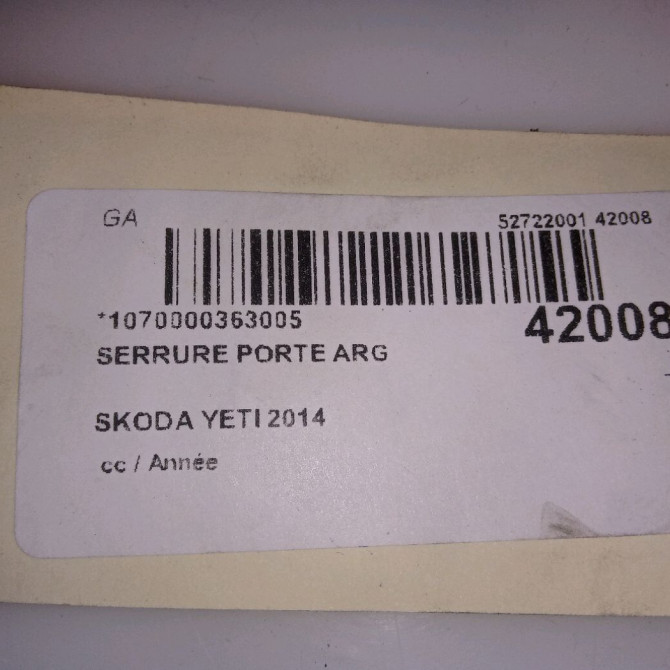 GA
52722001 42008
*1070000363005
42008
SERRURE PORTE ARG
SKODA YETI 2014
cc / Année